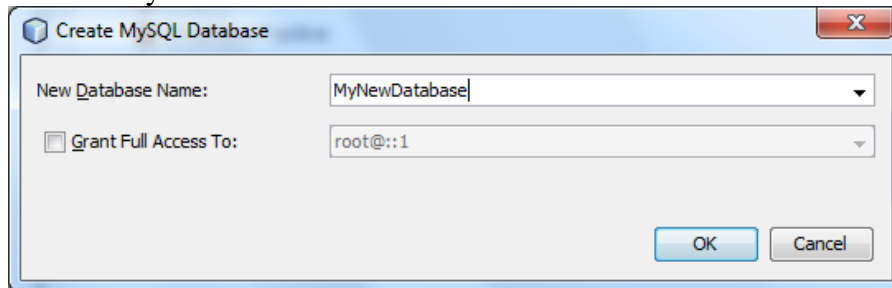 Create MySQL Database
New Database Name: MyNewDatabase
Grant Full Access To: root@::1
OK Cancel